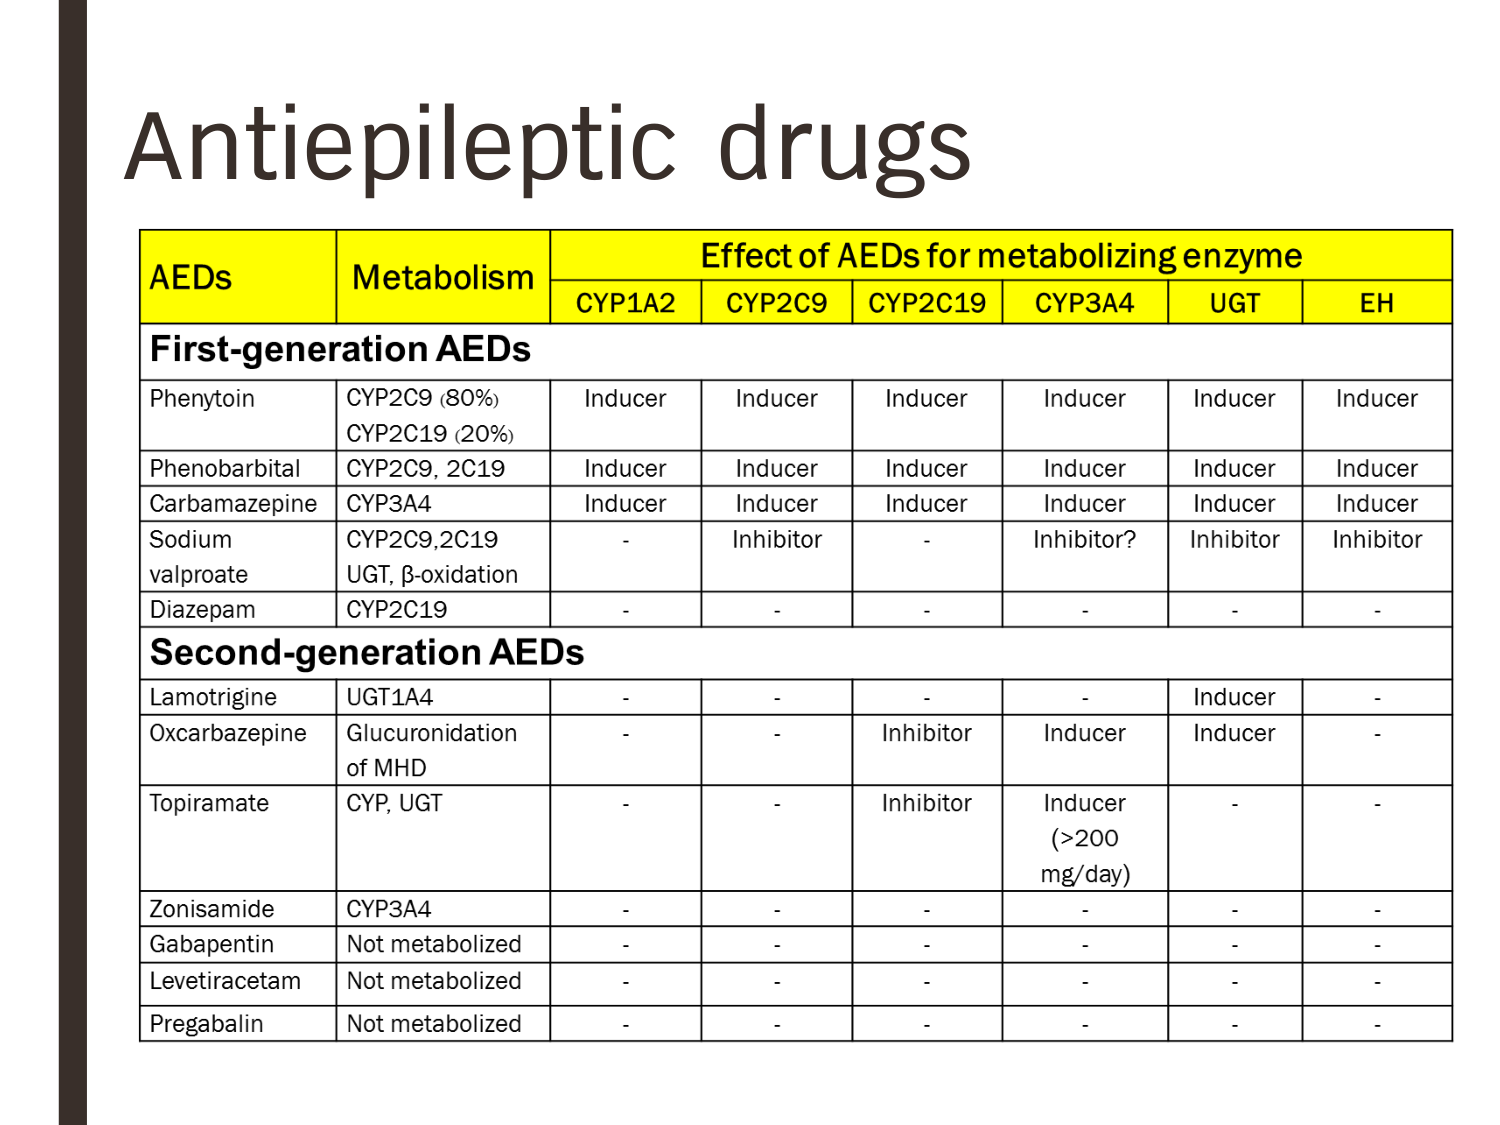 Antiepileptic drugs
AEDs Metabolism Effect of AEDs for metabolizing enzyme
CYP1A2 CYP2C9 CYP2C19 CYP3A4 UGT EH
First-generation AEDs
Phenytoin CYP2C9 (80%) Inducer Inducer Inducer Inducer Inducer Inducer
CYP2C19 (20%)
Phenobarbital CYP2C9, 2C19 Inducer Inducer Inducer Inducer Inducer Inducer
Carbamazepine CYP3A4 Inducer Inducer Inducer Inducer Inducer Inducer
Sodium CYP2C9,2C19 - Inhibitor - Inhibitor? Inhibitor Inhibitor
valproate UGT, β-oxidation
Diazepam CYP2C19 - - - - - -
Second-generation AEDs
Lamotrigine UGT1A4 - - - - Inducer -
Oxcarbazepine Glucuronidation - - Inhibitor Inducer Inducer -
of MHD
Topiramate CYP, UGT - - Inhibitor Inducer - -
(>200
mg/day)
Zonisamide CYP3A4 - - - - - -
Gabapentin Not metabolized - - - - - -
Levetiracetam Not metabolized - - - - - -
Pregabalin Not metabolized - - - - - -